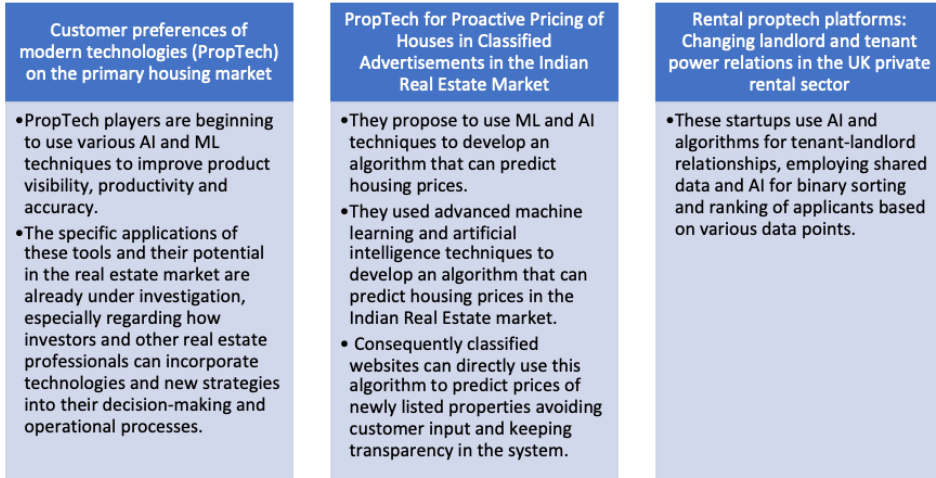 Customer preferences of
modern technologies (PropTech)
on the primary housing market
•PropTech players are beginning
to use various AI and ML
techniques to improve product
visibility, productivity and
accuracy.
•The specific applications of
these tools and their potential
in the real estate market are
already under investigation,
especially regarding how
investors and other real estate
professionals can incorporate
technologies and new strategies
into their decision-making and
operational processes.
PropTech for Proactive Pricing of
Houses in Classified
Advertisements in the Indian
Real Estate Market
•They propose to use ML and AI
techniques to develop an
algorithm that can predict
housing prices.
•They used advanced machine
learning and artificial
intelligence techniques to
develop an algorithm that can
predict housing prices in the
Indian Real Estate market.
• Consequently classified
websites can directly use this
algorithm to predict prices of
newly listed properties avoiding
customer input and keeping
transparency in the system.
Rental proptech platforms:
Changing landlord and tenant
power relations in the UK private
rental sector
•These startups use AI and
algorithms for tenant-landlord
relationships, employing shared
data and AI for binary sorting
and ranking of applicants based
on various data points.